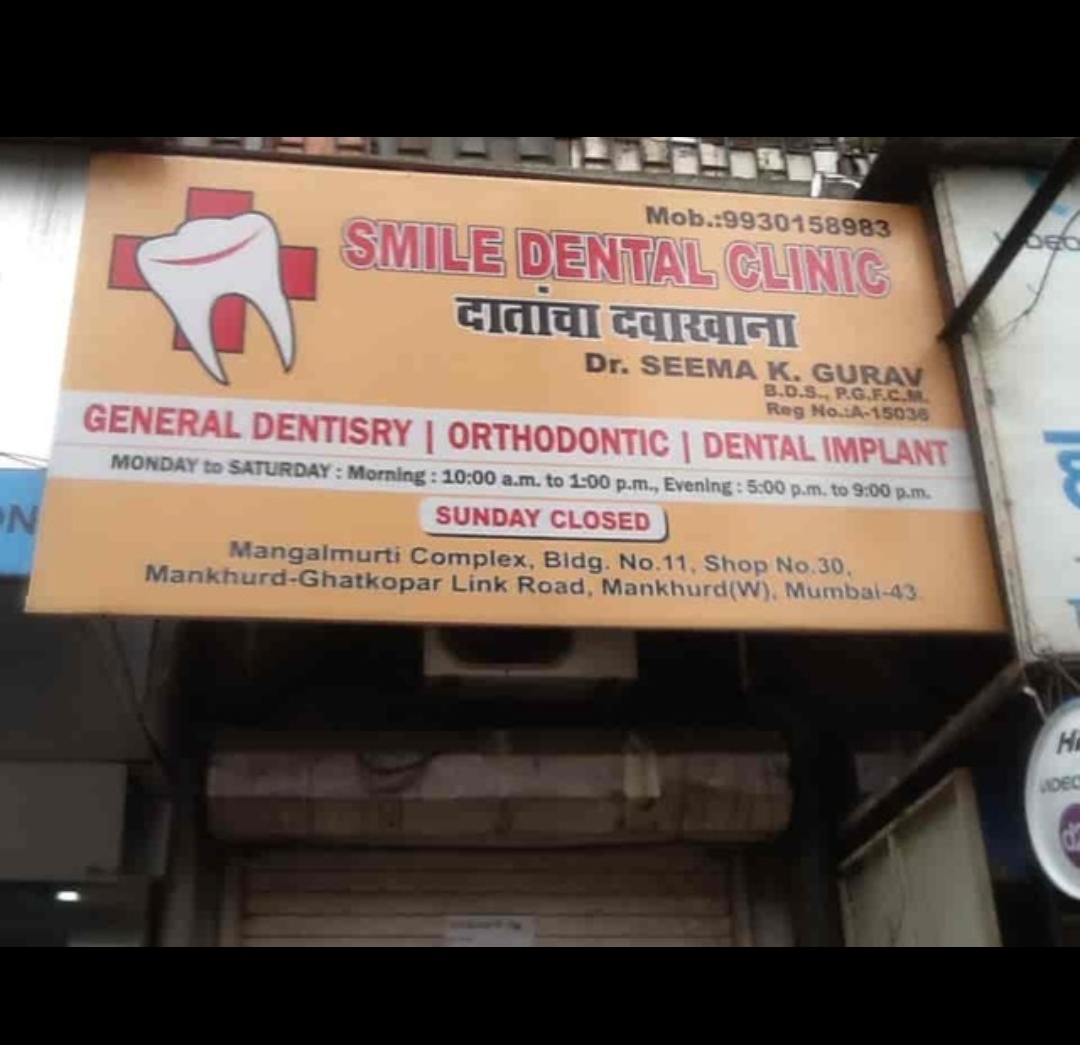 Mob.:9930158983
SMILE DENTAL CLINIC
दातांचा दवाखाना
Dr. SEEMA K. GURAV
B.D.S., P.G.F.C.M.
Reg No.:A-15036
GENERAL DENTISRY | ORTHODONTIC | DENTAL IMPLANT
MONDAY to SATURDAY : Morning : 10:00 a.m. to 1:00 p.m., Evening : 5:00 p.m. to 9:00 p.m.
SUNDAY CLOSED
Mangalmurti Complex, Bldg. No.11, Shop No.30,
Mankhurd-Ghatkopar Link Road, Mankhurd(W), Mumbai-43